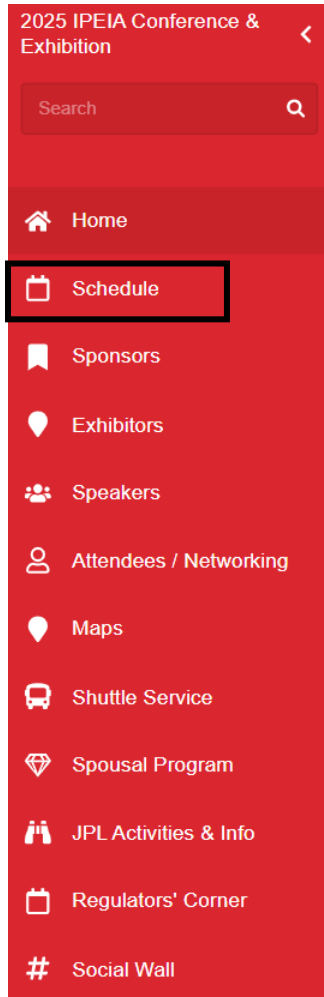 2025 IPEIA Conference &
Exhibition
Search
Home
Schedule
Sponsors
Exhibitors
Speakers
Attendees / Networking
Maps
Shuttle Service
Spousal Program
JPL Activities & Info
Regulators' Corner
Social Wall